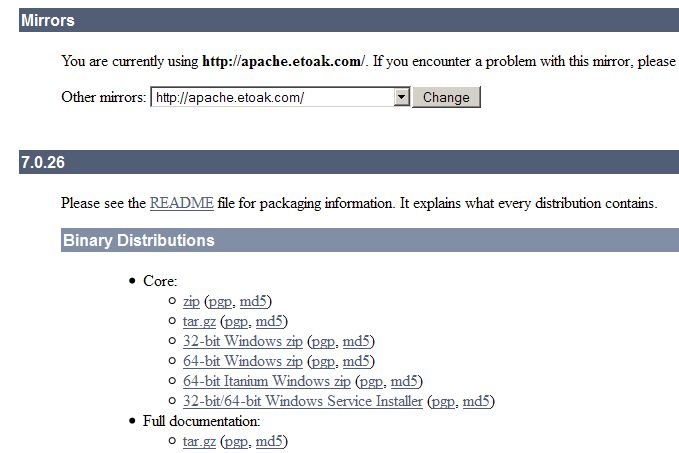 Mirrors
You are currently using http://apache.etoak.com/. If you encounter a problem with this mirror, please
Other mirrors: http://apache.etoak.com/ Change
7.0.26
Please see the README file for packaging information. It explains what every distribution contains.
Binary Distributions
Core:
zip (pgp, md5)
tar.gz (pgp, md5)
32-bit Windows zip (pgp, md5)
64-bit Windows zip (pgp, md5)
64-bit Itanium Windows zip (pgp, md5)
32-bit/64-bit Windows Service Installer (pgp, md5)
Full documentation:
tar.gz (pgp, md5)